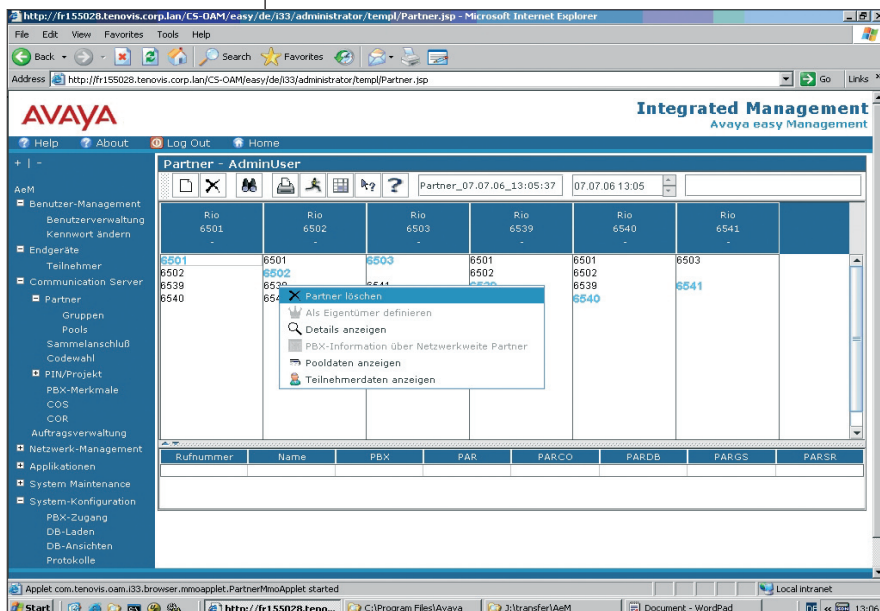 http://fr155028.tenovis.corp.lan/CS-OAM/easy/de/i33/administrator/templ/Partner.jsp - Microsoft Internet Explorer
File Edit View Favorites Tools Help
Back Search Favorites
Address http://fr155028.tenovis.corp.lan/CS-OAM/easy/de/i33/administrator/templ/Partner.jsp Go Links
AVAYA
Integrated Management
Avaya easy Management
Help About Log Out Home
+ | -
AeM
Benutzer-Management
Benutzerverwaltung
Kennwort ändern
Endgeräte
Teilnehmer
Communication Server
Partner
Gruppen
Pools
Sammelanschluß
Codewahl
PIN/Projekt
PBX-Merkmale
COS
COR
Auftragsverwaltung
Netzwerk-Management
Applikationen
System Maintenance
System-Konfiguration
PBX-Zugang
DB-Laden
DB-Ansichten
Protokolle
Partner - AdminUser
Partner_07.07.06_13:05:37 07.07.06 13:05
Rio Rio Rio Rio Rio Rio
6501 6502 6503 6539 6540 6541
- - - - - -
6501 6501 6503 6501 6501 6503
6502 6502 6502 6502
6539 6539 6541 6539 6539 6541
6540 6540
Partner löschen
Als Eigentümer definieren
Details anzeigen
PBX-Information über Netzwerkweite Partner
Pooldaten anzeigen
Teilnehmerdaten anzeigen
Rufnummer Name PBX PAR PARCO PARDB PARGS PARSR
Applet com.tenovis.oam.i33.browser.mmoapplet.PartnerMmoApplet started Local intranet
Start http://fr155028.teno... C:\Program Files\Avaya J:\transfer\AeM Document - WordPad DE 13:06